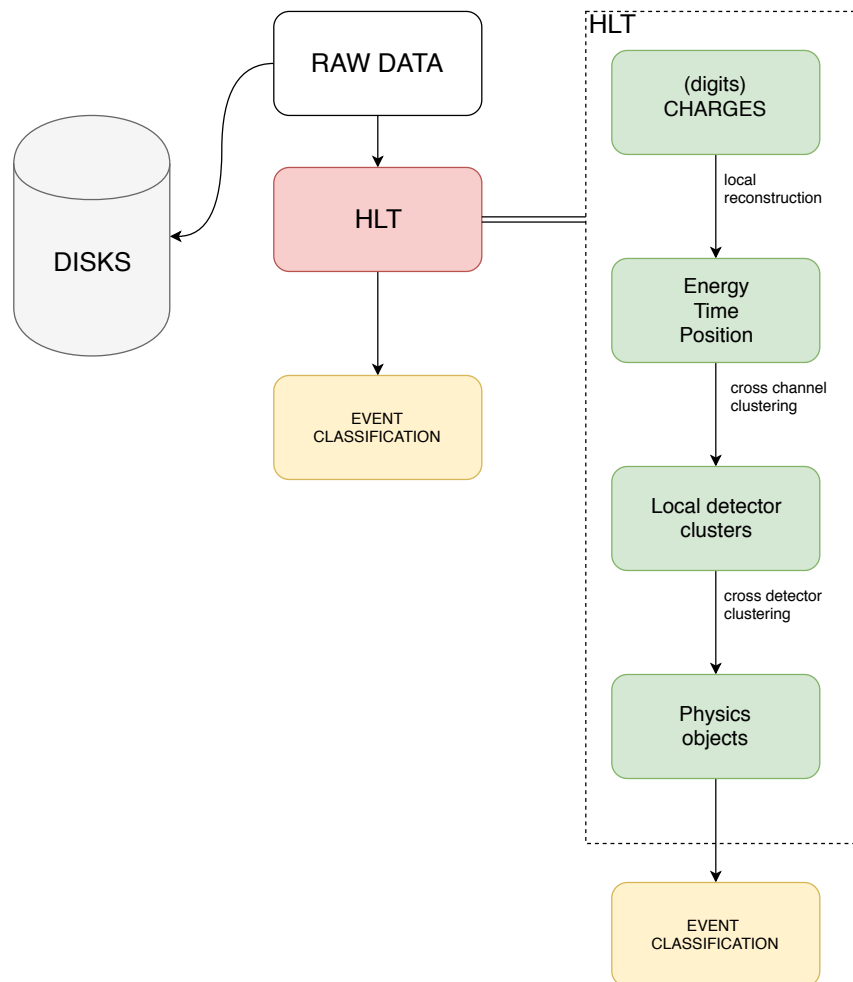 RAW DATA
DISKS
HLT
EVENT
CLASSIFICATION
HLT
(digits)
CHARGES
local
reconstruction
Energy
Time
Position
cross channel
clustering
Local detector
clusters
cross detector
clustering
Physics
objects
EVENT
CLASSIFICATION